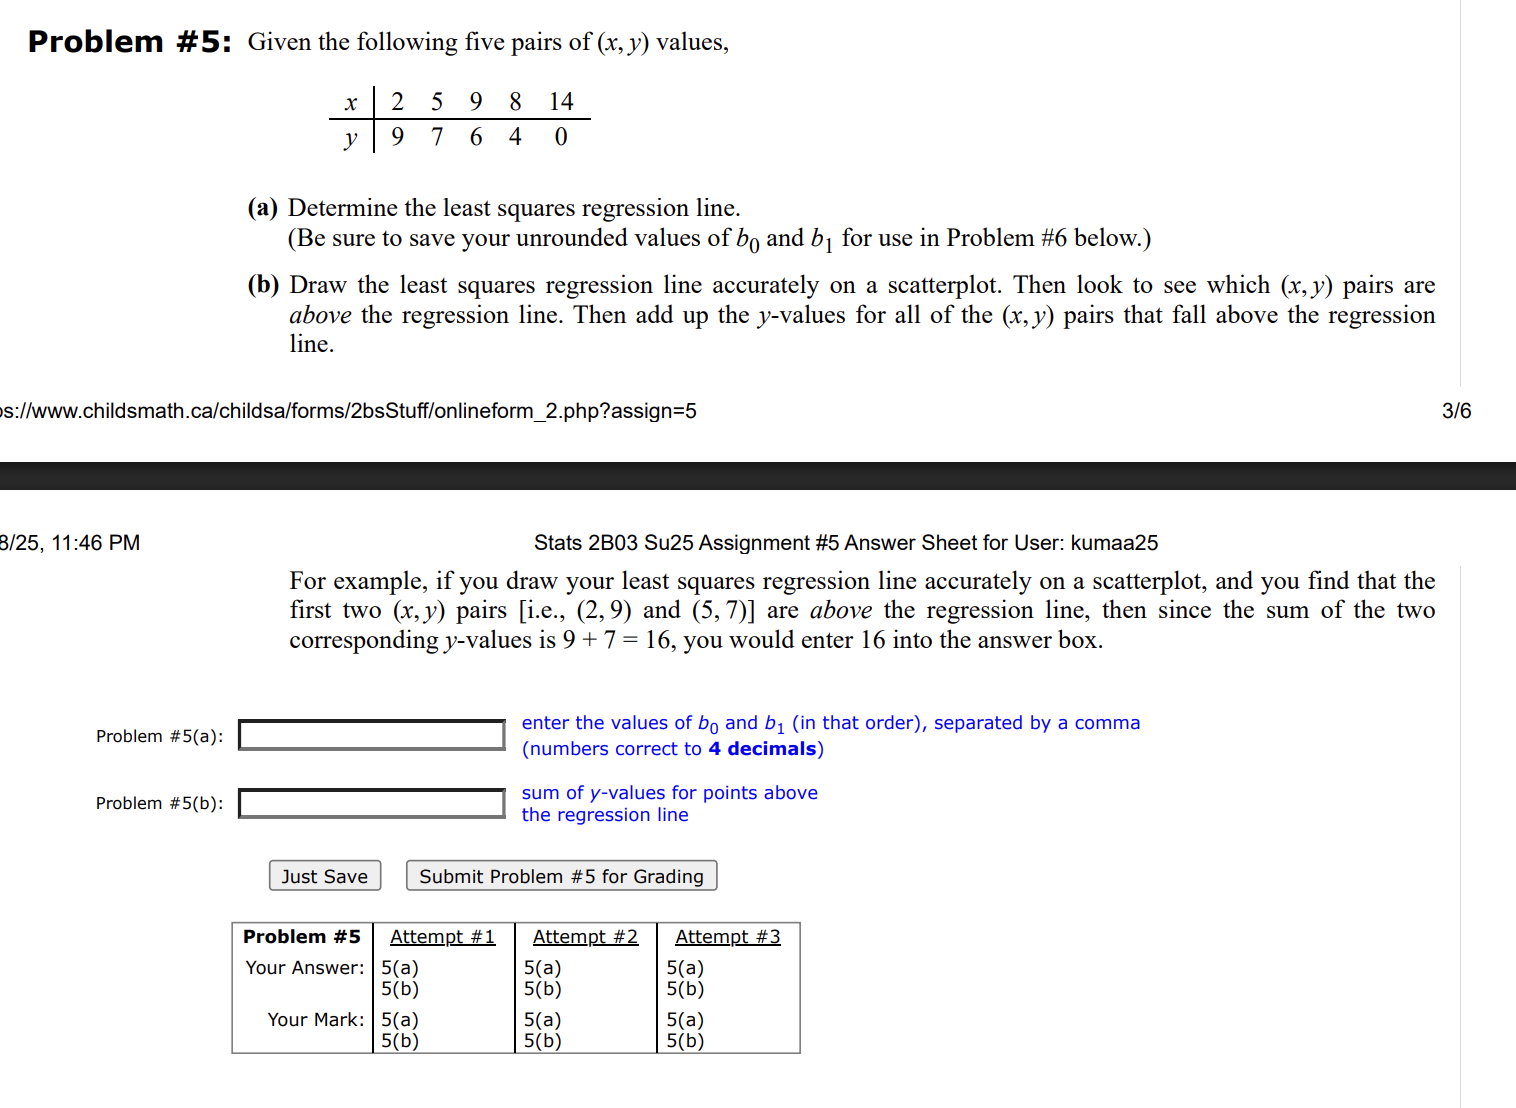 Problem #5: Given the following five pairs of (x, y) values,
x 2 5 9 8 14
y 9 7 6 4 0
(a) Determine the least squares regression line.
(Be sure to save your unrounded values of b0 and b1 for use in Problem #6 below.)
(b) Draw the least squares regression line accurately on a scatterplot. Then look to see which (x, y) pairs are
above the regression line. Then add up the y-values for all of the (x, y) pairs that fall above the regression
line.
os://www.childsmath.ca/childsa/forms/2bsStuff/onlineform_2.php?assign=5 3/6
8/25, 11:46 PM Stats 2B03 Su25 Assignment #5 Answer Sheet for User: kumaa25
For example, if you draw your least squares regression line accurately on a scatterplot, and you find that the
first two (x, y) pairs [i.e., (2, 9) and (5, 7)] are above the regression line, then since the sum of the two
corresponding y-values is 9 + 7 = 16, you would enter 16 into the answer box.
Problem #5(a): enter the values of b0 and b1 (in that order), separated by a comma
(numbers correct to 4 decimals)
Problem #5(b): sum of y-values for points above
the regression line
Just Save Submit Problem #5 for Grading
Problem #5 Attempt #1 Attempt #2 Attempt #3
Your Answer: 5(a) 5(a) 5(a)
5(b) 5(b) 5(b)
Your Mark: 5(a) 5(a) 5(a)
5(b) 5(b) 5(b)